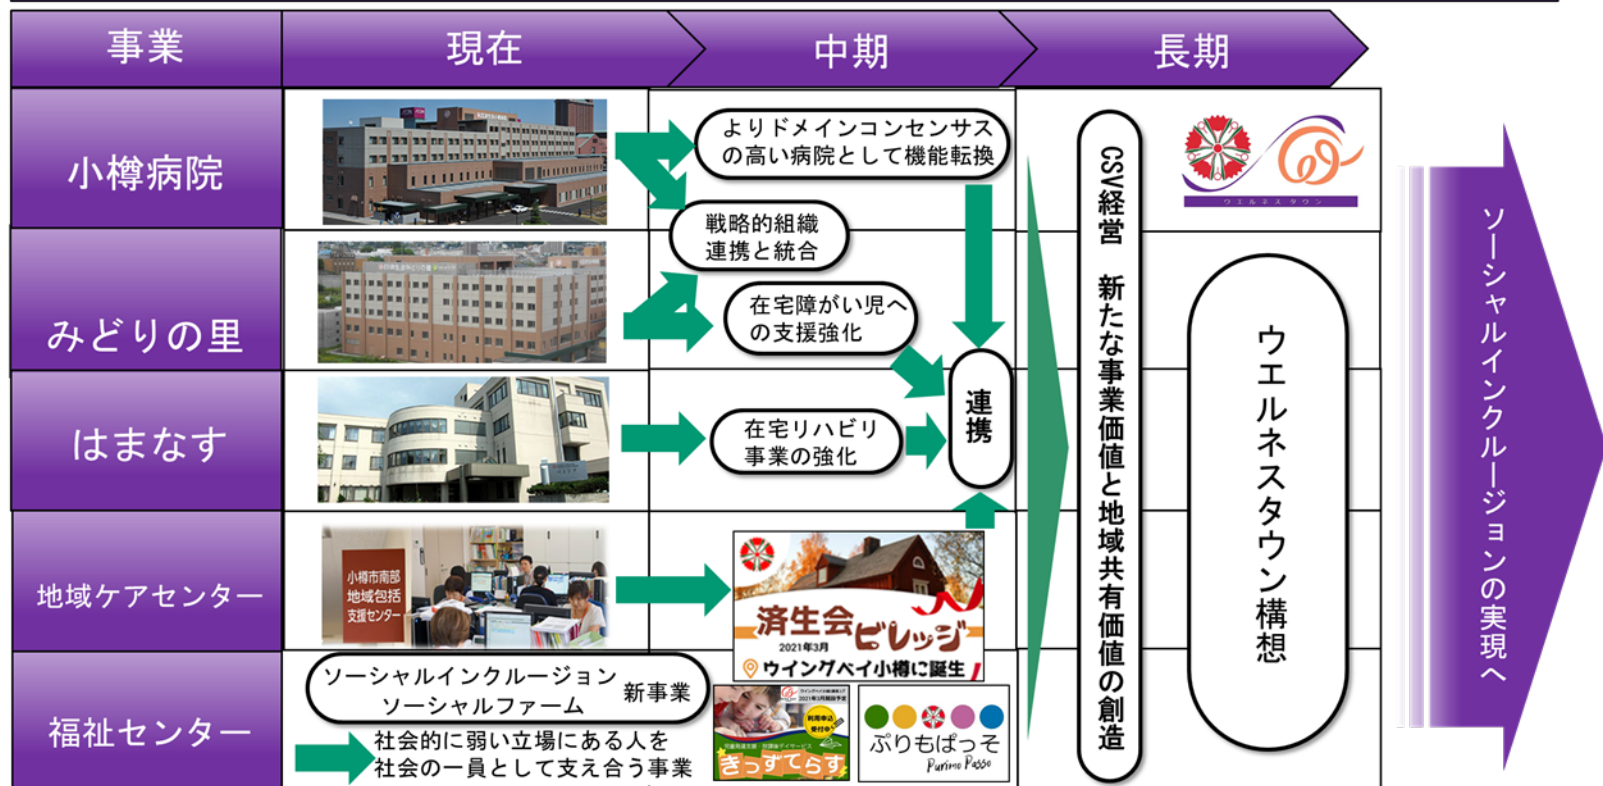 事業
現在
中期
長期
小樽病院
よりドメインコンセンサス
の高い病院として機能転換
戦略的組織
連携と統合
みどりの里
在宅障がい児へ
の支援強化
はまなす
在宅リハビリ
事業の強化
連携
地域ケアセンター
小樽市南部
地域包括
支援センター
済生会ビレッジ
2021年3月
ウイングベイ小樽に誕生
福祉センター
ソーシャルインクルージョン
ソーシャルファーム
新事業
社会的に弱い立場にある人を
社会の一員として支え合う事業
利用申込
受付中
きっずてらす
ぷりもぱっそ
Purimo Passo
CSV経営　新たな事業価値と地域共有価値の創造
ウエルネスタウン
ウエルネスタウン構想
ソーシャルインクルージョンの実現へ